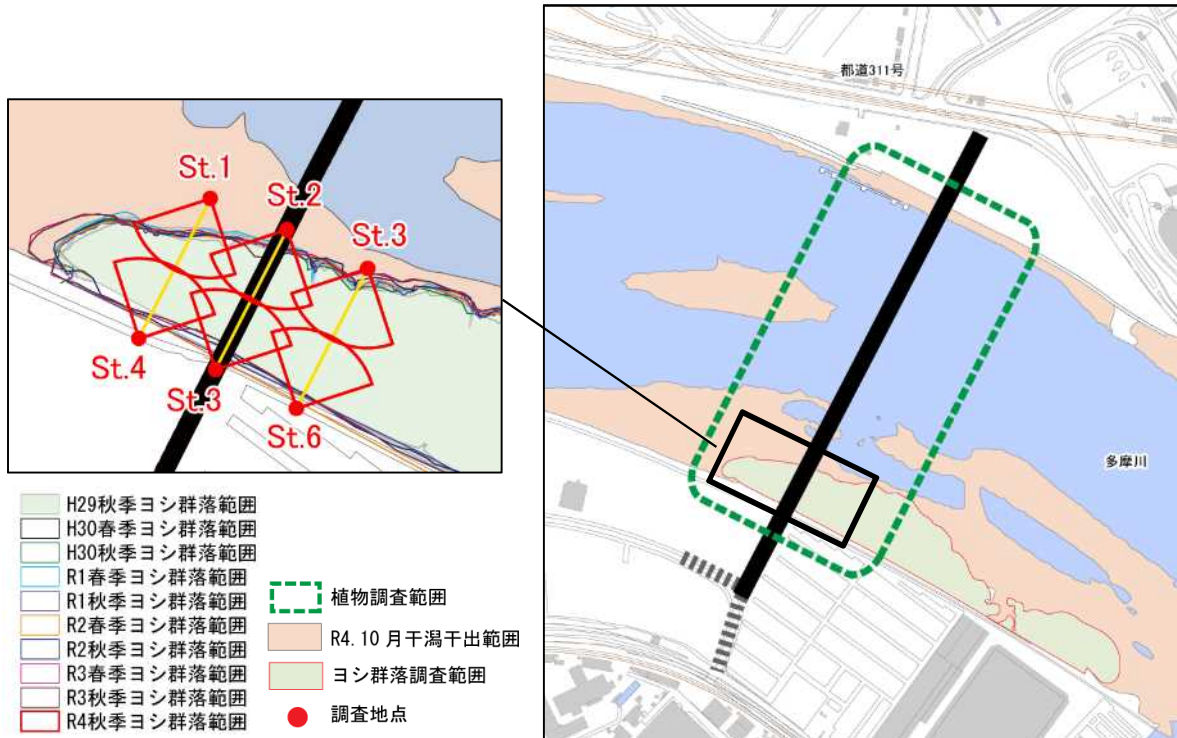 都道311号
多摩川
St.1
St.2
St.3
St.4
St.3
St.6
H29秋季ヨシ群落範囲
H30春季ヨシ群落範囲
H30秋季ヨシ群落範囲
R1春季ヨシ群落範囲
R1秋季ヨシ群落範囲
R2春季ヨシ群落範囲
R2秋季ヨシ群落範囲
R3春季ヨシ群落範囲
R3秋季ヨシ群落範囲
R4秋季ヨシ群落範囲
植物調査範囲
R4.10月干潟干出範囲
ヨシ群落調査範囲
調査地点